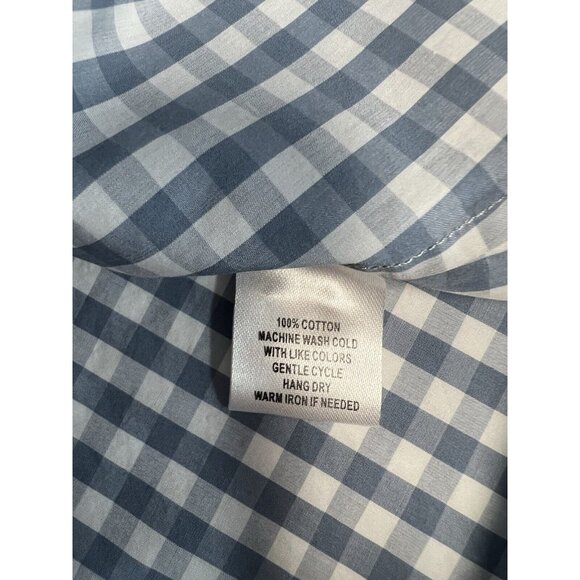 100% COTTON
MACHINE WASH COLD
WITH LIKE COLORS
GENTLE CYCLE
HANG DRY
WARM IRON IF NEEDED